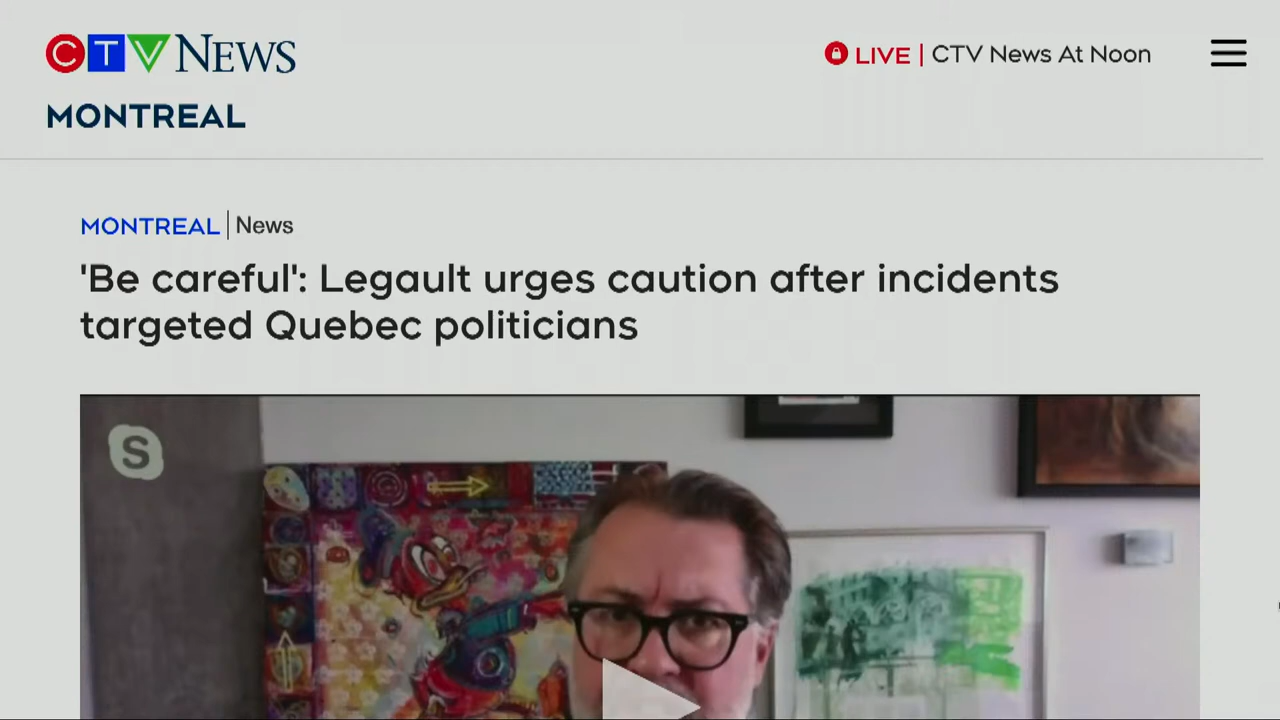 CTV NEWS
LIVE | CTV News At Noon
MONTREAL
MONTREAL | News
'Be careful': Legault urges caution after incidents
targeted Quebec politicians
S